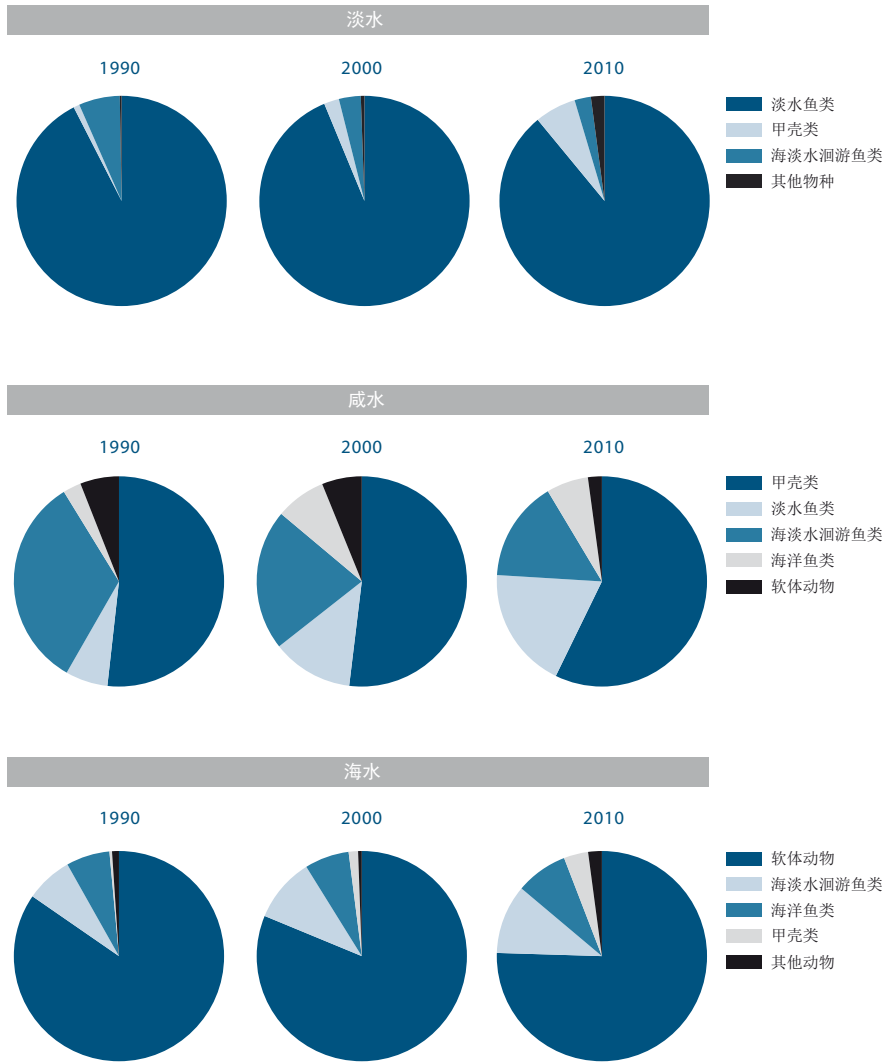 淡水
1990 2000 2010
淡水鱼类
甲壳类
海淡水洄游鱼类
其他物种
咸水
1990 2000 2010
甲壳类
淡水鱼类
海淡水洄游鱼类
海洋鱼类
软体动物
海水
1990 2000 2010
软体动物
海淡水洄游鱼类
海洋鱼类
甲壳类
其他动物